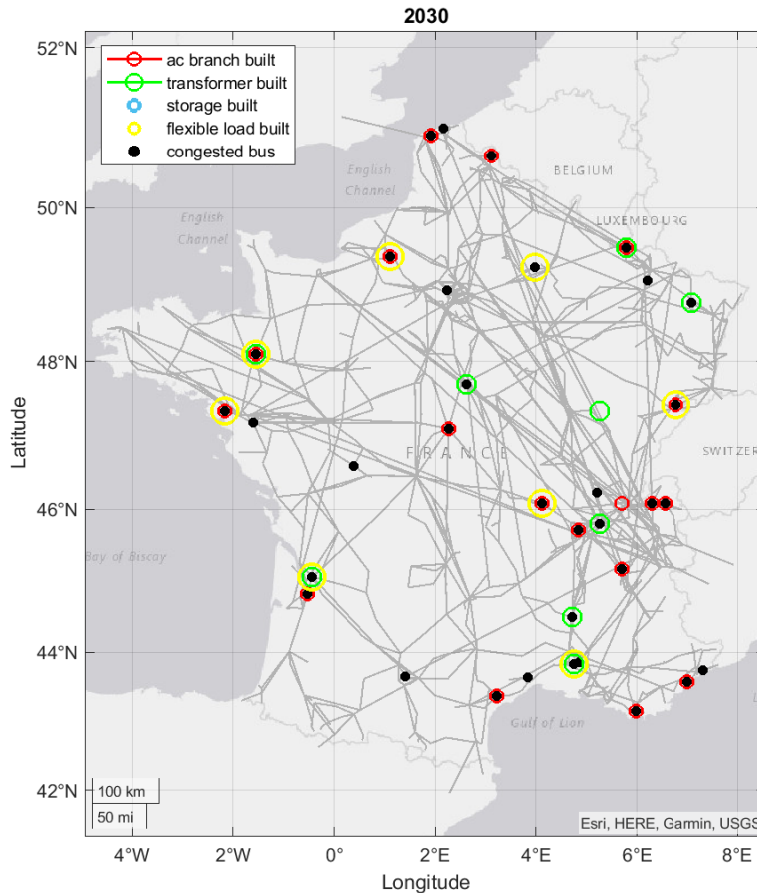 2030
52°N
50°N
48°N
46°N
44°N
42°N
Latitude
ac branch built
transformer built
storage built
flexible load built
congested bus
English
Channel
BELGIUM
LUXEMBOURG
English
Channel
FRANCE
SWITZER
Bay of Biscay
Gulf of Lion
100 km
50 mi
Esri, HERE, Garmin, USGS
4°W
2°W
0°
2°E
4°E
6°E
8°E
Longitude